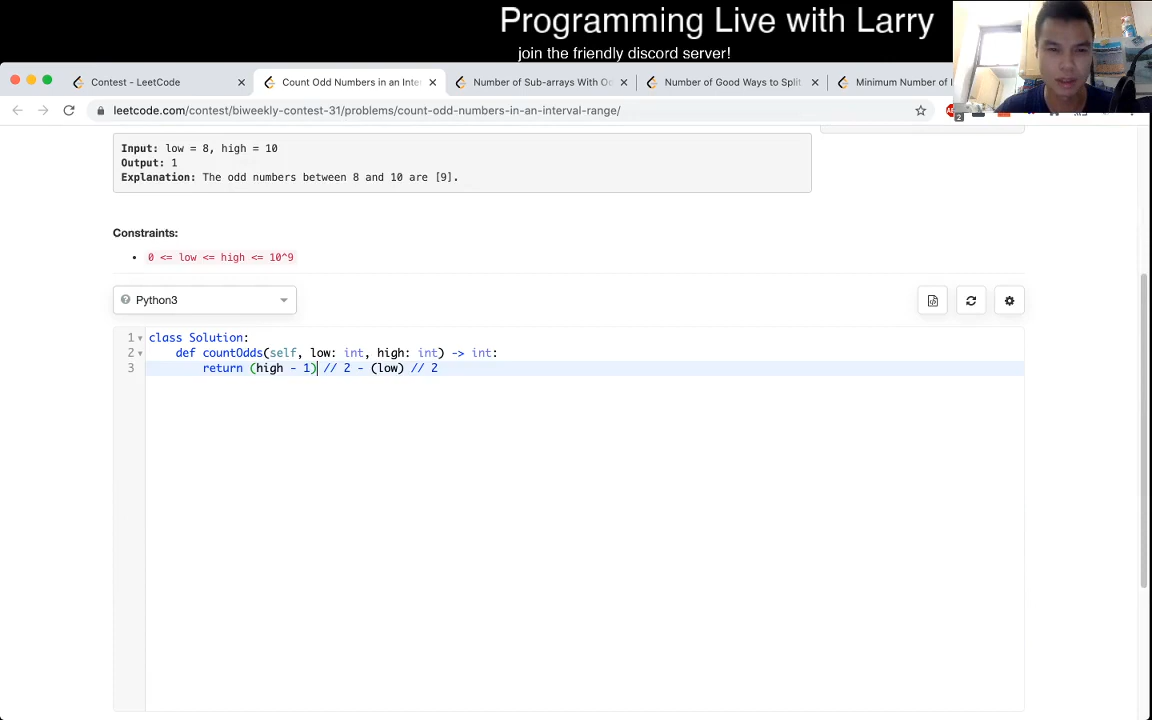 Programming Live with Larry
join the friendly discord server!
Contest - LeetCode
Count Odd Numbers in an Inte
Number of Sub-arrays With Od
Number of Good Ways to Split
Minimum Number of I
leetcode.com/contest/biweekly-contest-31/problems/count-odd-numbers-in-an-interval-range/
2
Input: low = 8, high = 10
Output: 1
Explanation: The odd numbers between 8 and 10 are [9].
Constraints:
0 <= low <= high <= 10^9
Python3
1 class Solution:
2 def countOdds(self, low: int, high: int) -> int:
3 return (high - 1) // 2 - (low) // 2